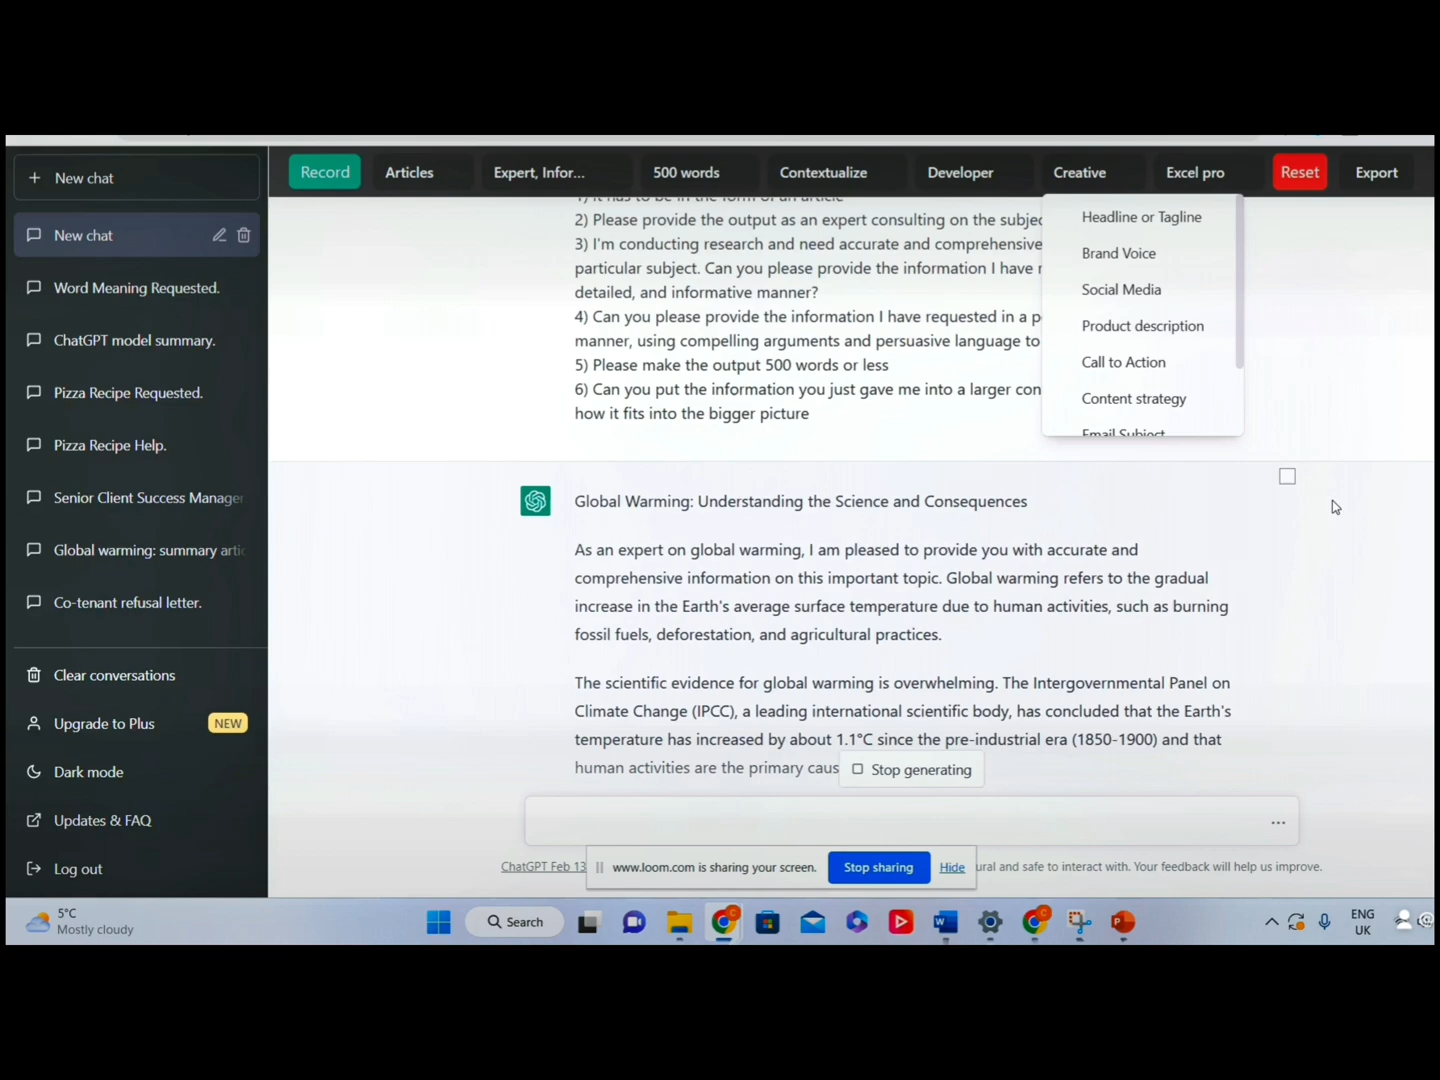 New chat
New chat
Word Meaning Requested.
ChatGPT model summary.
Pizza Recipe Requested.
Pizza Recipe Help.
Senior Client Success Manager
Global warming: summary artic
Co-tenant refusal letter.
Clear conversations
Upgrade to Plus NEW
Dark mode
Updates & FAQ
Log out
Record Articles Expert, Infor... 500 words Contextualize Developer Creative Excel pro Reset Export
Headline or Tagline
Brand Voice
Social Media
Product description
Call to Action
Content strategy
Email Subject
1) It has to be in the form of an article
2) Please provide the output as an expert consulting on the subjec
3) I'm conducting research and need accurate and comprehensive
particular subject. Can you please provide the information I have
detailed, and informative manner?
4) Can you please provide the information I have requested in a p
manner, using compelling arguments and persuasive language to
5) Please make the output 500 words or less
6) Can you put the information you just gave me into a larger con
how it fits into the bigger picture
Global Warming: Understanding the Science and Consequences
As an expert on global warming, I am pleased to provide you with accurate and
comprehensive information on this important topic. Global warming refers to the gradual
increase in the Earth's average surface temperature due to human activities, such as burning
fossil fuels, deforestation, and agricultural practices.
The scientific evidence for global warming is overwhelming. The Intergovernmental Panel on
Climate Change (IPCC), a leading international scientific body, has concluded that the Earth's
temperature has increased by about 1.1°C since the pre-industrial era (1850-1900) and that
human activities are the primary caus
Stop generating
ChatGPT Feb 13
www.loom.com is sharing your screen. Stop sharing Hide
ural and safe to interact with. Your feedback will help us improve.
5°C
Mostly cloudy
Search
ENG
UK